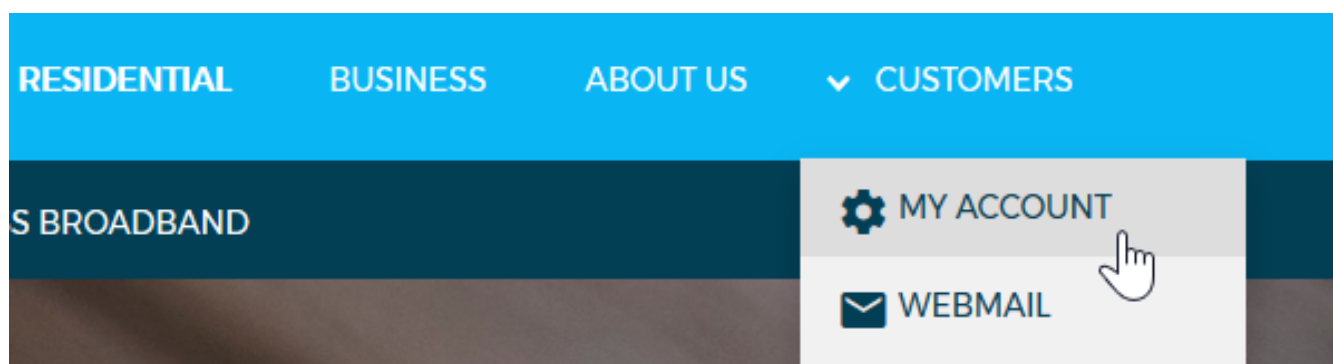 RESIDENTIAL BUSINESS ABOUT US CUSTOMERS
S BROADBAND
MY ACCOUNT
WEBMAIL